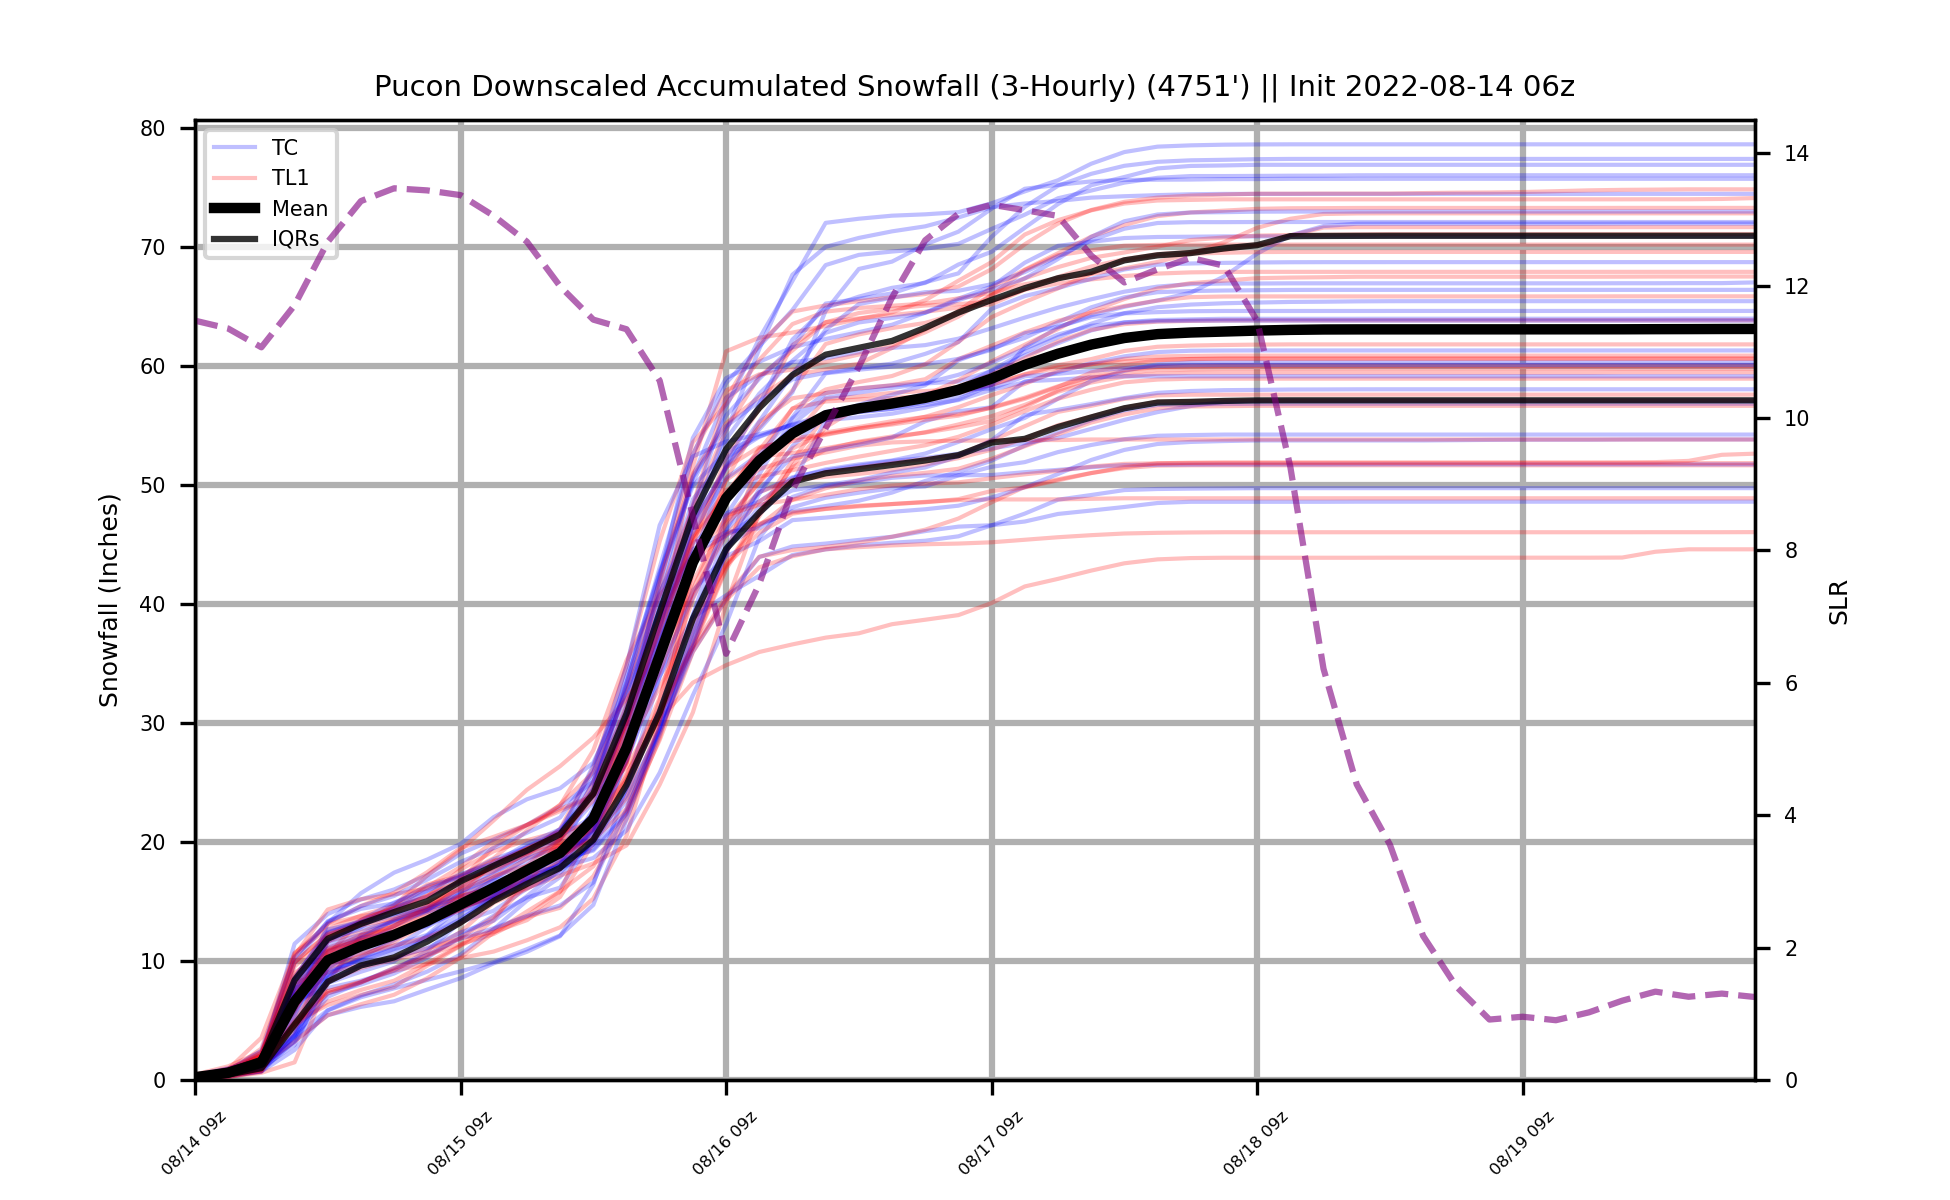 Pucon Downscaled Accumulated Snowfall (3-Hourly) (4751') || Init 2022-08-14 06z
TC
TL1
Mean
IQRs
Snowfall (Inches)
80
70
60
50
40
30
20
10
0
SLR
14
12
10
8
6
4
2
0
08/14 09z
08/15 09z
08/16 09z
08/17 09z
08/18 09z
08/19 09z